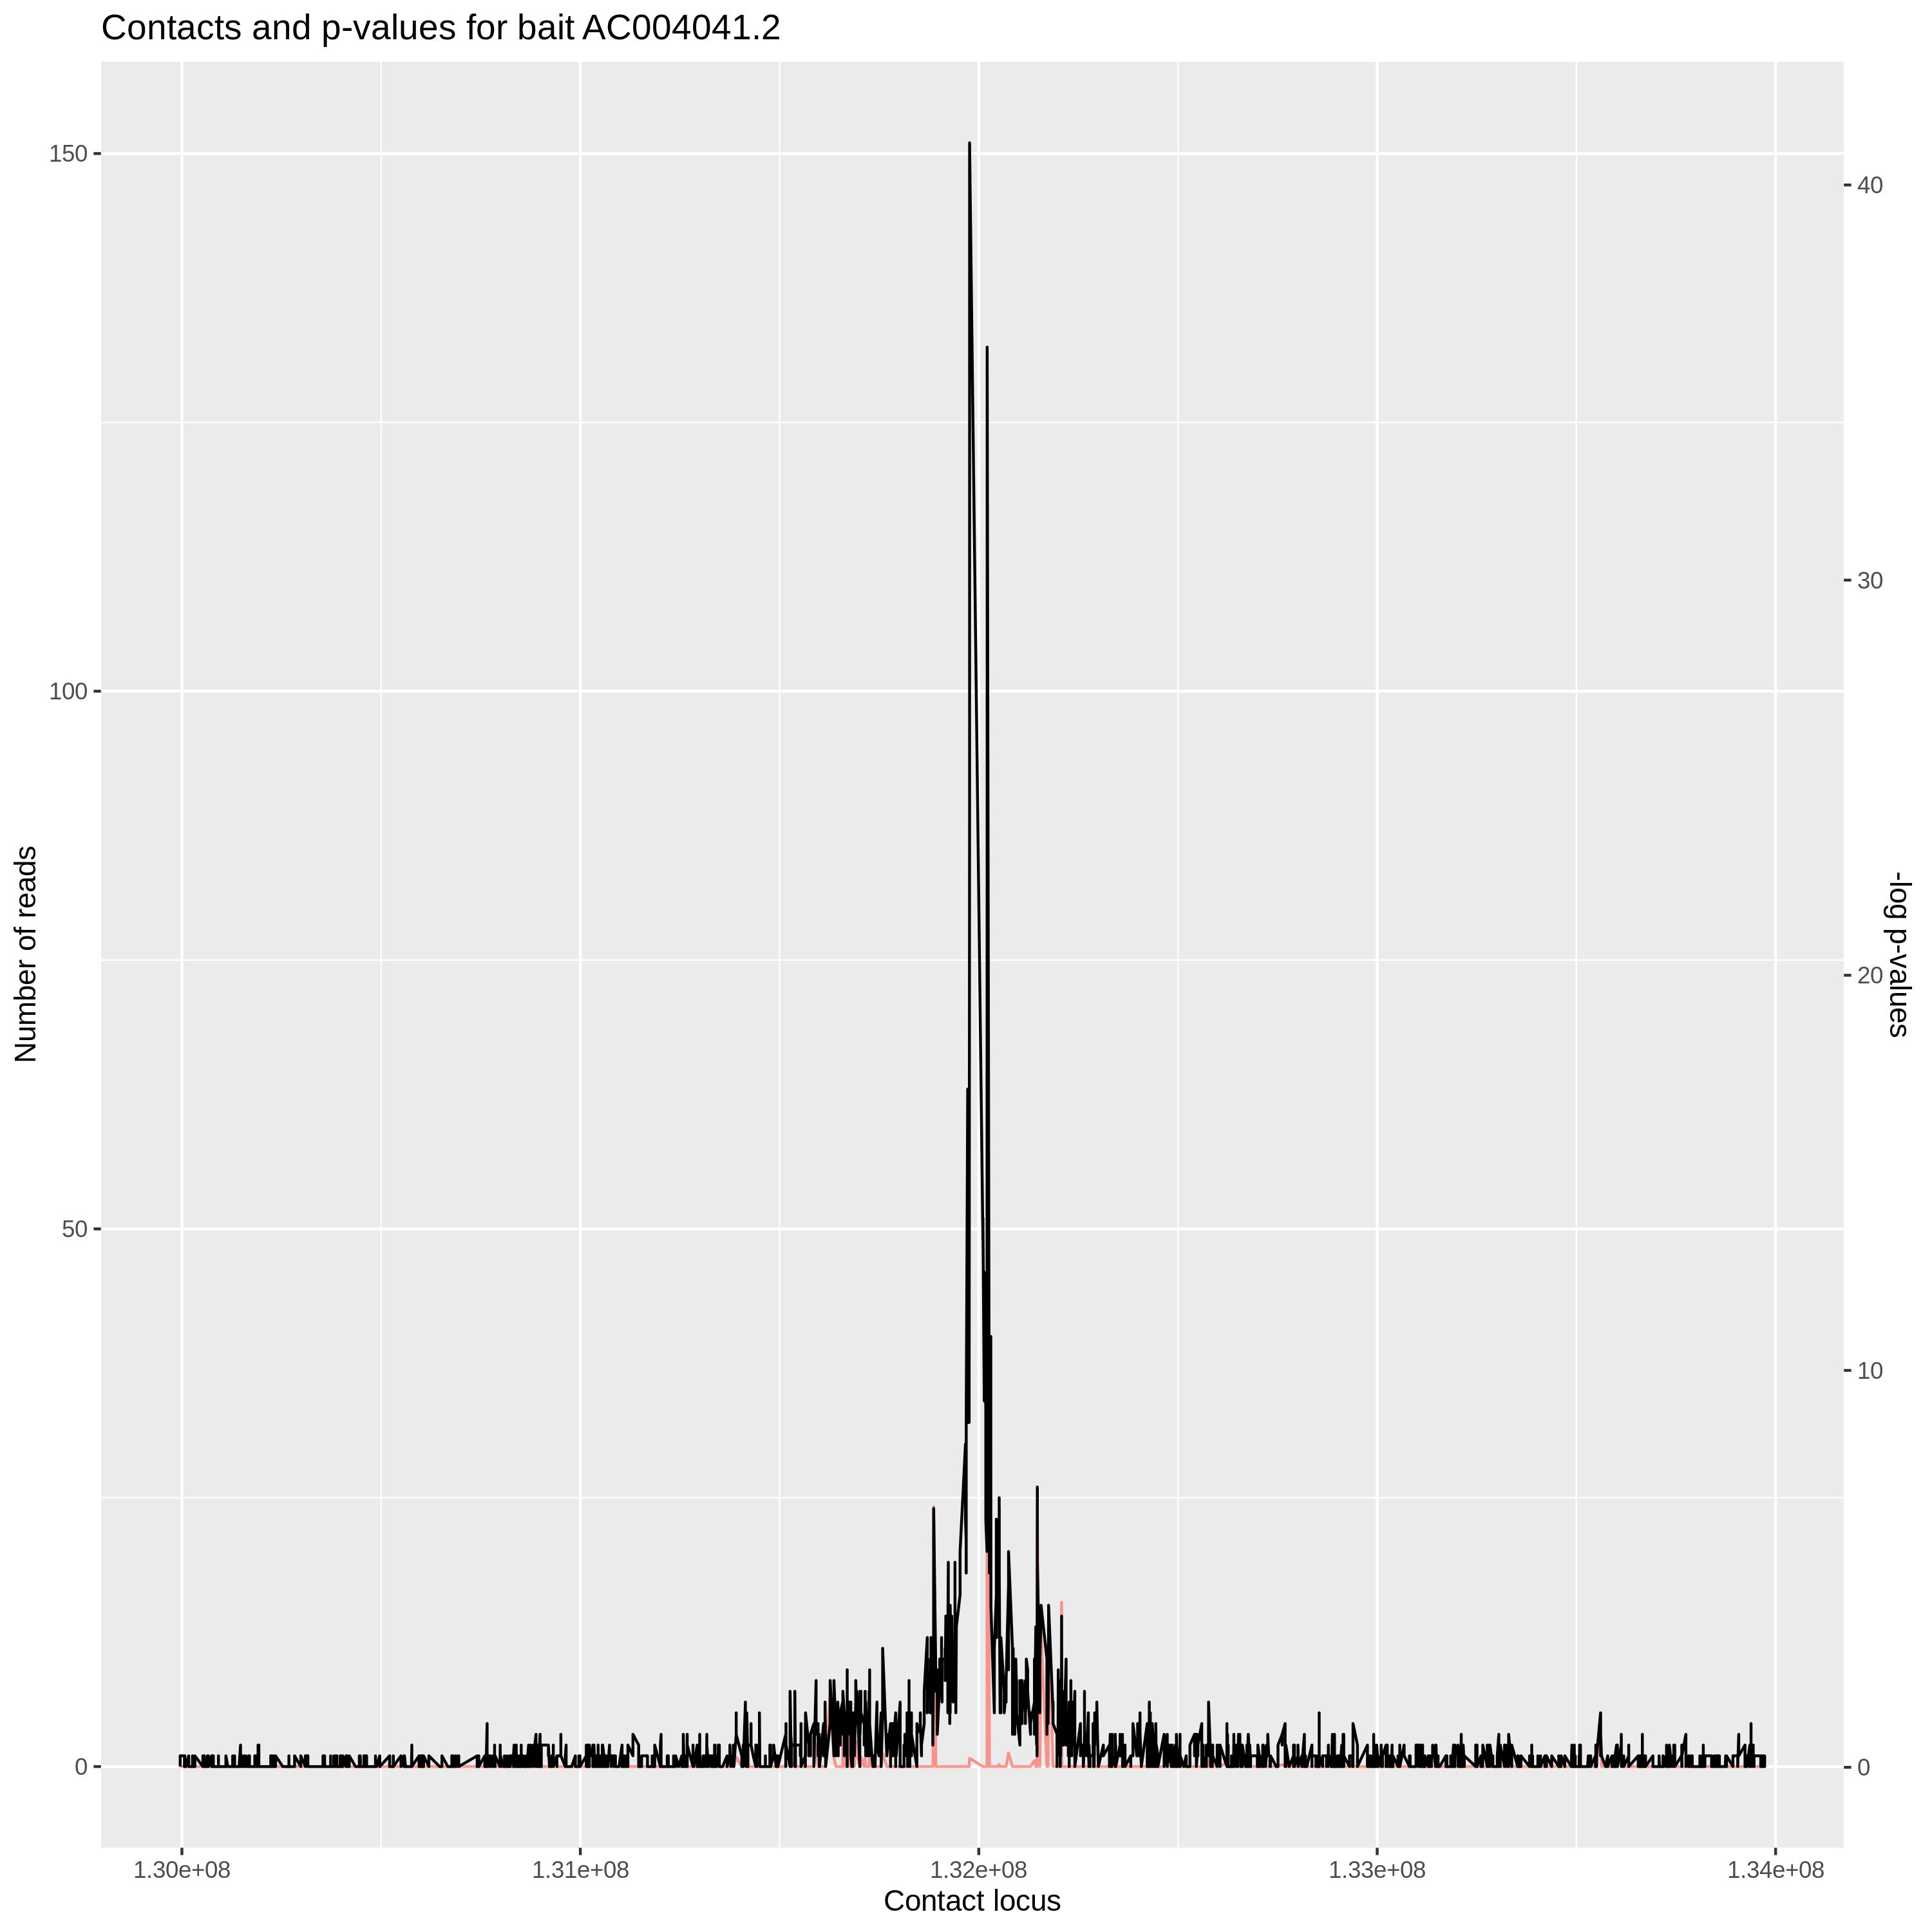 Contacts and p-values for bait AC004041.2
150
100
50
0
Number of reads
40
30
20
10
0
-log p-values
1.30e+08
1.31e+08
1.32e+08
1.33e+08
1.34e+08
Contact locus